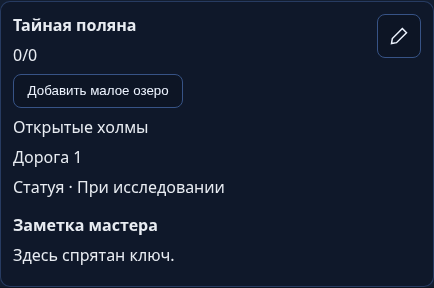 Тайная поляна
0/0
Добавить малое озеро
Открытые холмы
Дорога 1
Статуя · При исследовании
Заметка мастера
Здесь спрятан ключ.